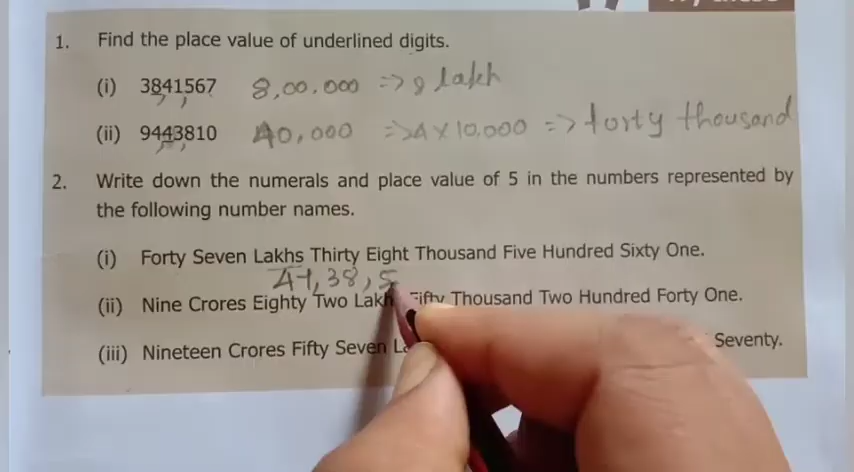 1. Find the place value of underlined digits.
(i) 3841567 8,00,000 => 8 lakh
(ii) 9443810 40,000 => 4 x 10,000 => forty thousand
2. Write down the numerals and place value of 5 in the numbers represented by
the following number names.
(i) Forty Seven Lakhs Thirty Eight Thousand Five Hundred Sixty One.
47,38,5
(ii) Nine Crores Eighty Two Lakh Fifty Thousand Two Hundred Forty One.
(iii) Nineteen Crores Fifty Seven Seventy.